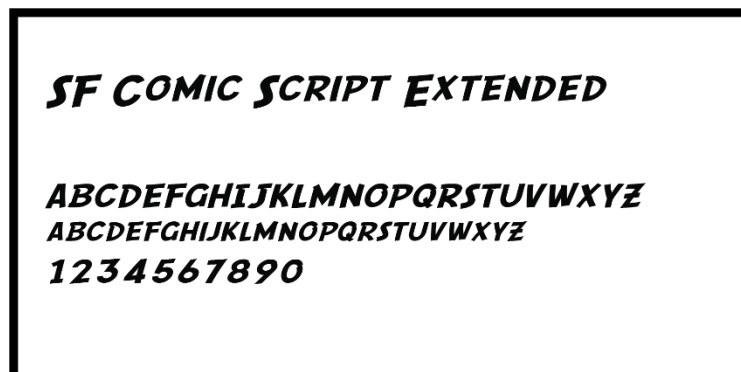 SF Comic Script Extended
ABCDEFGHIJKLMNOPQRSTUVWXYZ
abcdefghijklmnopqrstuvwxyz
1234567890